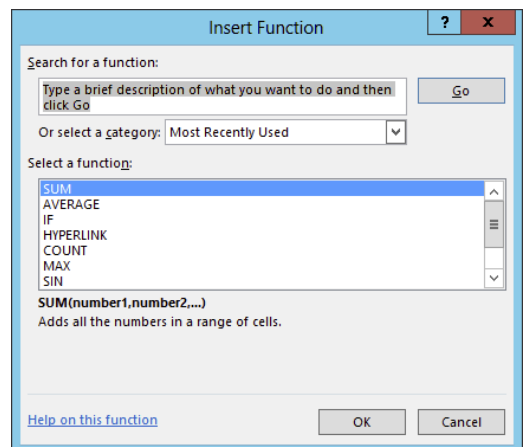 Insert Function
?
x
Search for a function:
Type a brief description of what you want to do and then
click Go
Go
Or select a category: Most Recently Used
Select a function:
SUM
AVERAGE
IF
HYPERLINK
COUNT
MAX
SIN
SUM(number1,number2,...)
Adds all the numbers in a range of cells.
Help on this function
OK
Cancel